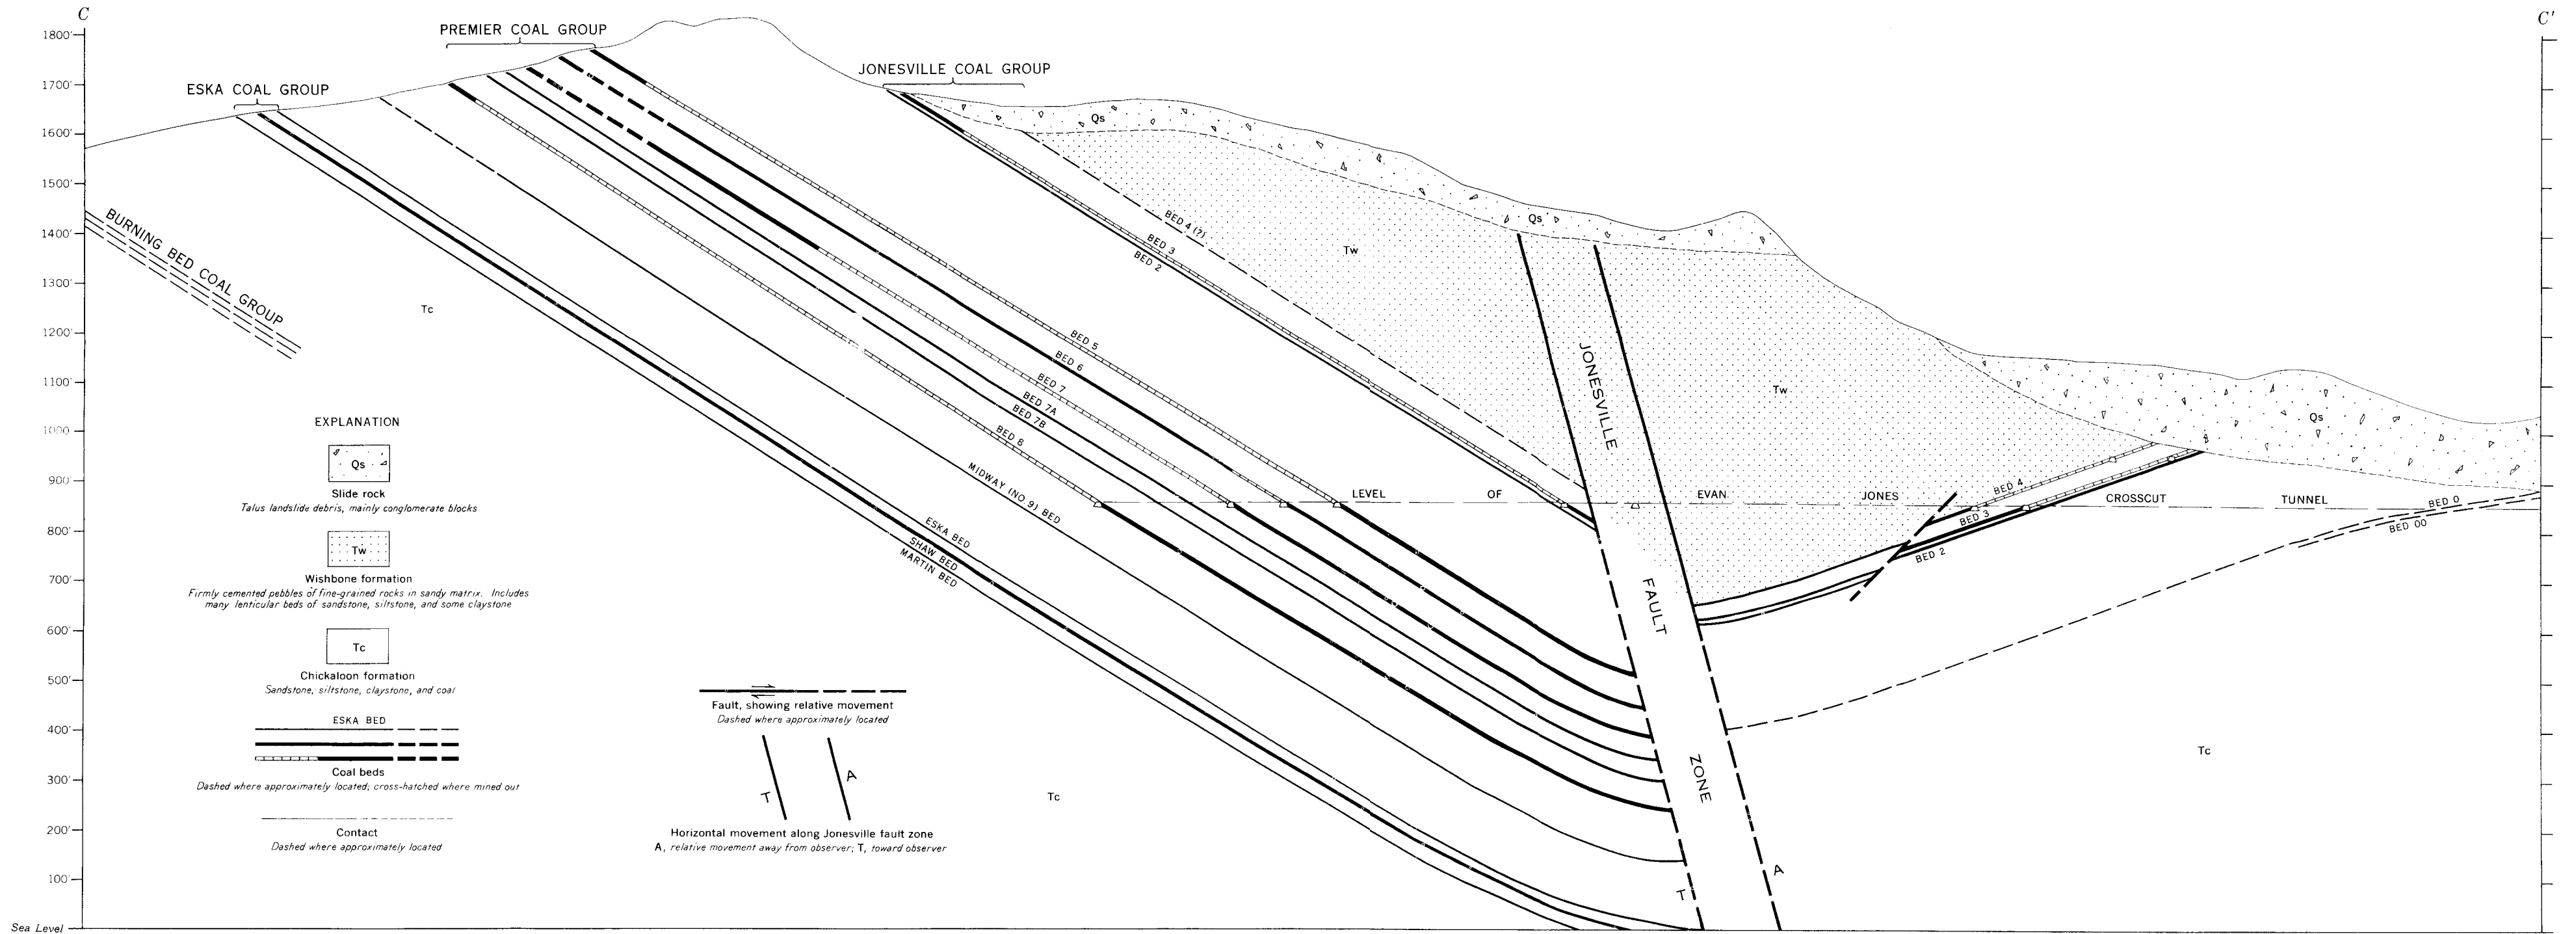 C
C'
PREMIER COAL GROUP
JONESVILLE COAL GROUP
ESKA COAL GROUP
1800'
1700'
1600'
1500'
1400'
1300'
1200'
1100'
1000
900'
800'
700'
600'
500'
400'
300'
200'
100'
Sea Level
BURNING BED COAL GROUP
Tc
Qs
Qs
Qs
Tw
Tw
Tc
Tc
BED 4 (?)
BED 3
BED 2
BED 5
BED 6
BED 7
BED 7A
BED 7B
BED 8
MIDWAY (NO 9) BED
ESKA BED
SHAW BED
MARTIN BED
LEVEL OF EVAN JONES CROSSCUT TUNNEL
JONESVILLE FAULT ZONE
BED 4
BED 3
BED 2
BED 0
BED 00
T
A
EXPLANATION
Qs
Slide rock
Talus landslide debris, mainly conglomerate blocks
Tw
Wishbone formation
Firmly cemented pebbles of fine-grained rocks in sandy matrix. Includes
many lenticular beds of sandstone, siltstone, and some claystone
Tc
Chickaloon formation
Sandstone, siltstone, claystone, and coal
ESKA BED
Coal beds
Dashed where approximately located; cross-hatched where mined out
Contact
Dashed where approximately located
Fault, showing relative movement
Dashed where approximately located
T
A
Horizontal movement along Jonesville fault zone
A, relative movement away from observer; T, toward observer